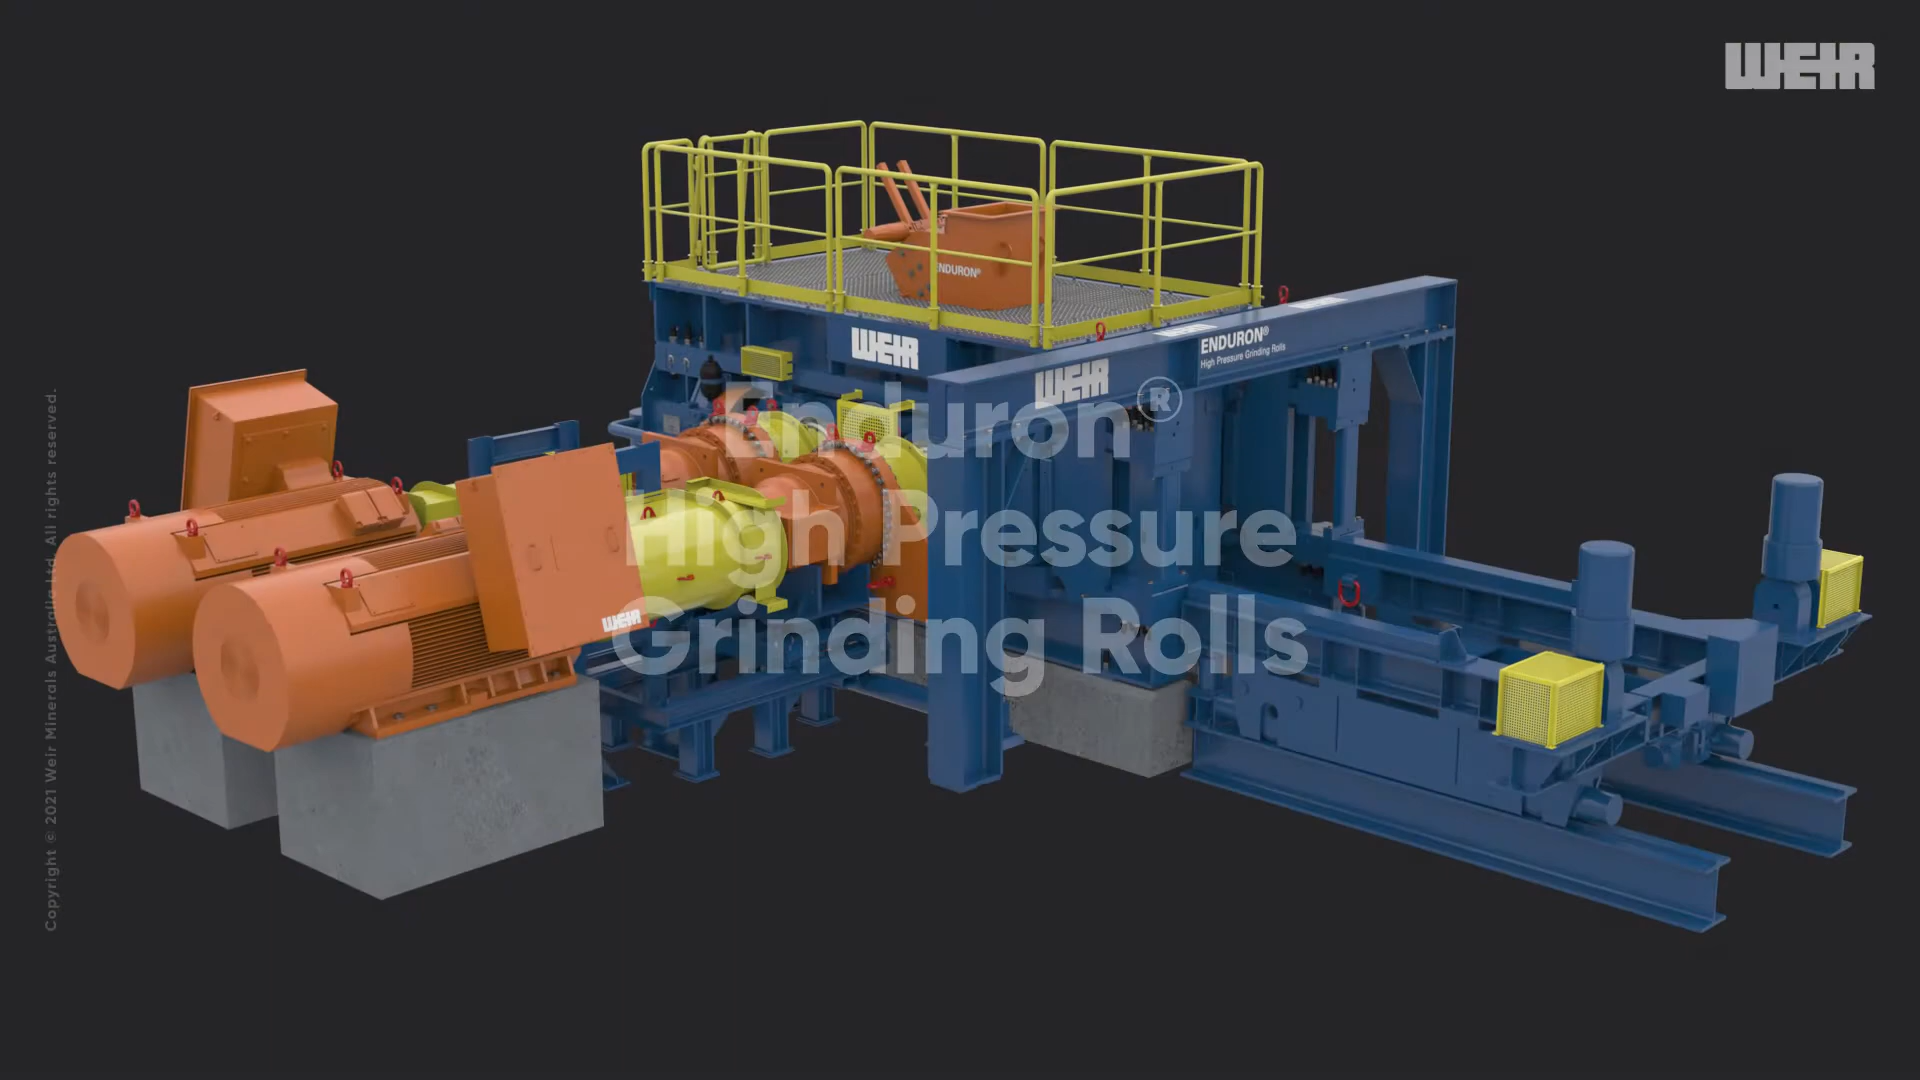 WEIR
ENDURON®
WEIR
ENDURON®
High Pressure Grinding Rolls
WEIR
Enduron®
High Pressure
Grinding Rolls
WEIR
Copyright © 2021 Weir Minerals Australia Ltd. All rights reserved.